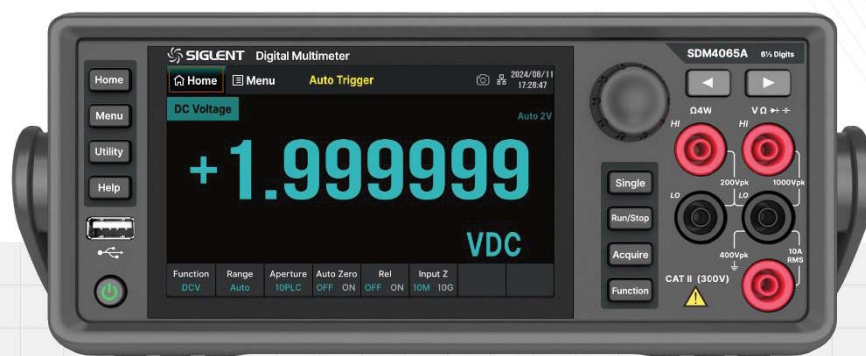 SIGLENT Digital Multimeter
SDM4065A 6½ Digits
Home
Menu
Utility
Help
Home Menu Auto Trigger 2024/08/11
17:28:47
DC Voltage
Auto 2V
+1.999999
VDC
Function Range Aperture Auto Zero Rel Input Z
DCV Auto 10PLC OFF ON OFF ON 10M 10G
Single
Run/Stop
Acquire
Function
Ω4W VΩ
HI HI
200Vpk 1000Vpk
LO LO
400Vpk 10A
RMS
CAT II (300V)